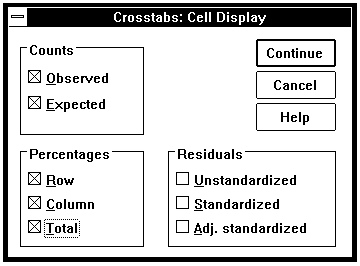 Crosstabs: Cell Display
Counts
Observed
Expected
Continue
Cancel
Help
Percentages
Row
Column
Total
Residuals
Unstandardized
Standardized
Adj. standardized